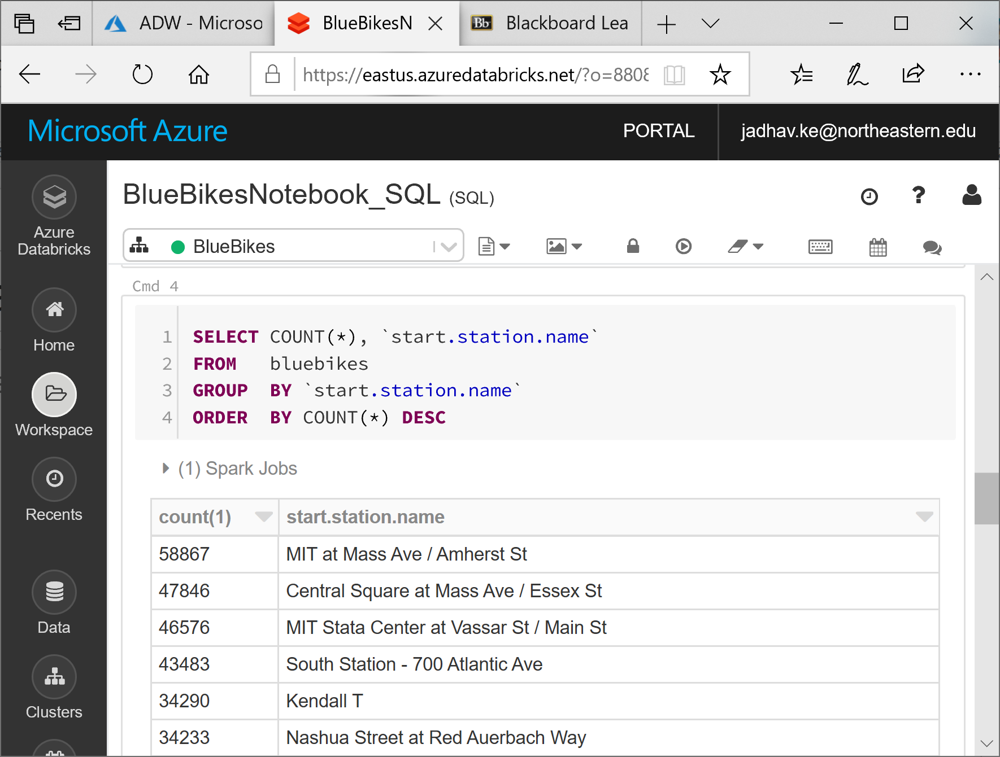 ADW - Microso
BlueBikesN
Bb Blackboard Lea
https://eastus.azuredatabricks.net/?o=8808
Microsoft Azure
PORTAL
jadhav.ke@northeastern.edu
Azure
Databricks
Home
Workspace
Recents
Data
Clusters
BlueBikesNotebook_SQL (SQL)
BlueBikes
Cmd 4
1 SELECT COUNT(*), `start.station.name`
2 FROM bluebikes
3 GROUP BY `start.station.name`
4 ORDER BY COUNT(*) DESC
(1) Spark Jobs
count(1) start.station.name
58867 MIT at Mass Ave / Amherst St
47846 Central Square at Mass Ave / Essex St
46576 MIT Stata Center at Vassar St / Main St
43483 South Station - 700 Atlantic Ave
34290 Kendall T
34233 Nashua Street at Red Auerbach Way